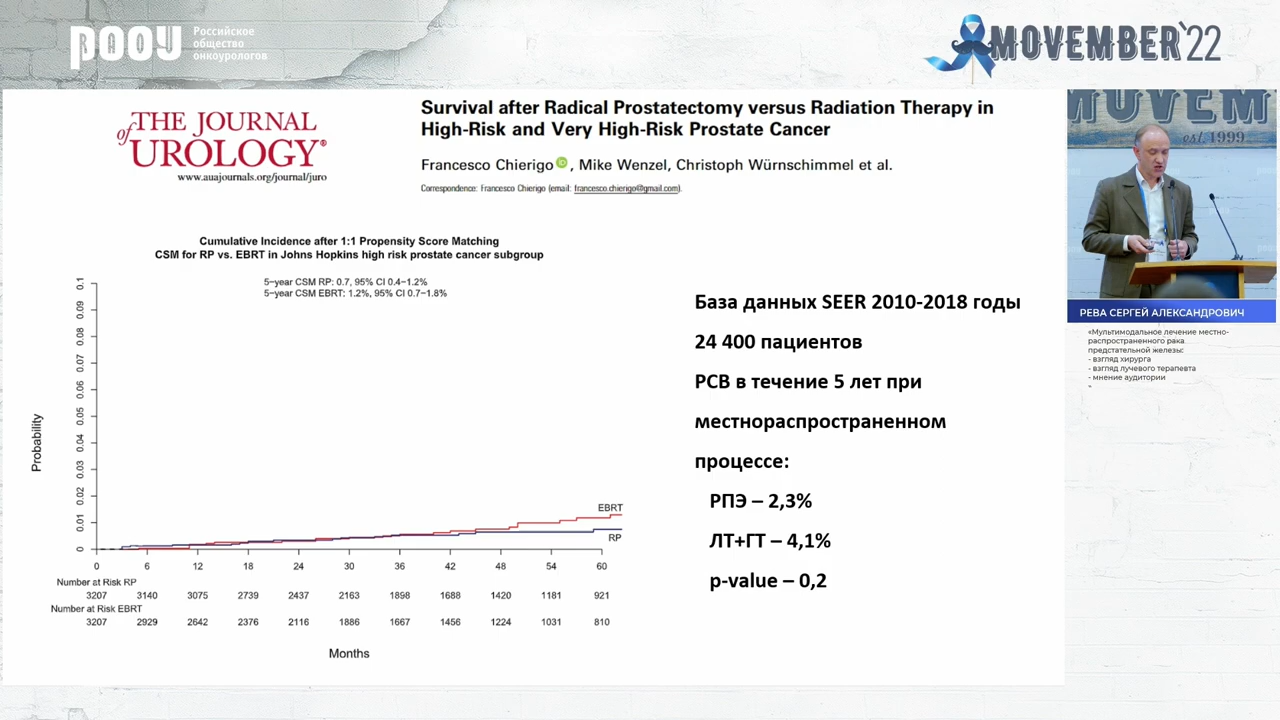 РООУ
Российское
общество
онкоурологов
MOVEMBER'22
THE JOURNAL
of UROLOGY®
www.auajournals.org/journal/juro
Survival after Radical Prostatectomy versus Radiation Therapy in
High-Risk and Very High-Risk Prostate Cancer
Francesco Chierigo iD, Mike Wenzel, Christoph Würnschimmel et al.
Correspondence: Francesco Chierigo (email: francesco.chierigo@gmail.com).
Cumulative Incidence after 1:1 Propensity Score Matching
CSM for RP vs. EBRT in Johns Hopkins high risk prostate cancer subgroup
5-year CSM RP: 0.7, 95% CI 0.4-1.2%
5-year CSM EBRT: 1.2%, 95% CI 0.7-1.8%
Probability
0.1
0.09
0.08
0.07
0.06
0.05
0.04
0.03
0.02
0.01
0
EBRT
RP
0 6 12 18 24 30 36 42 48 54 60
Number at Risk RP
3207 3140 3075 2739 2437 2163 1898 1688 1420 1181 921
Number at Risk EBRT
3207 2929 2642 2376 2116 1886 1667 1456 1224 1031 810
Months
База данных SEER 2010-2018 годы
24 400 пациентов
РСВ в течение 5 лет при
местнораспространенном
процессе:
РПЭ – 2,3%
ЛТ+ГТ – 4,1%
p-value – 0,2
MOVEM
est. 1999
РЕВА СЕРГЕЙ АЛЕКСАНДРОВИЧ
«Мультимодальное лечение местно-
распространенного рака
предстательной железы:
- взгляд хирурга
- взгляд лучевого терапевта
- мнение аудитории
»